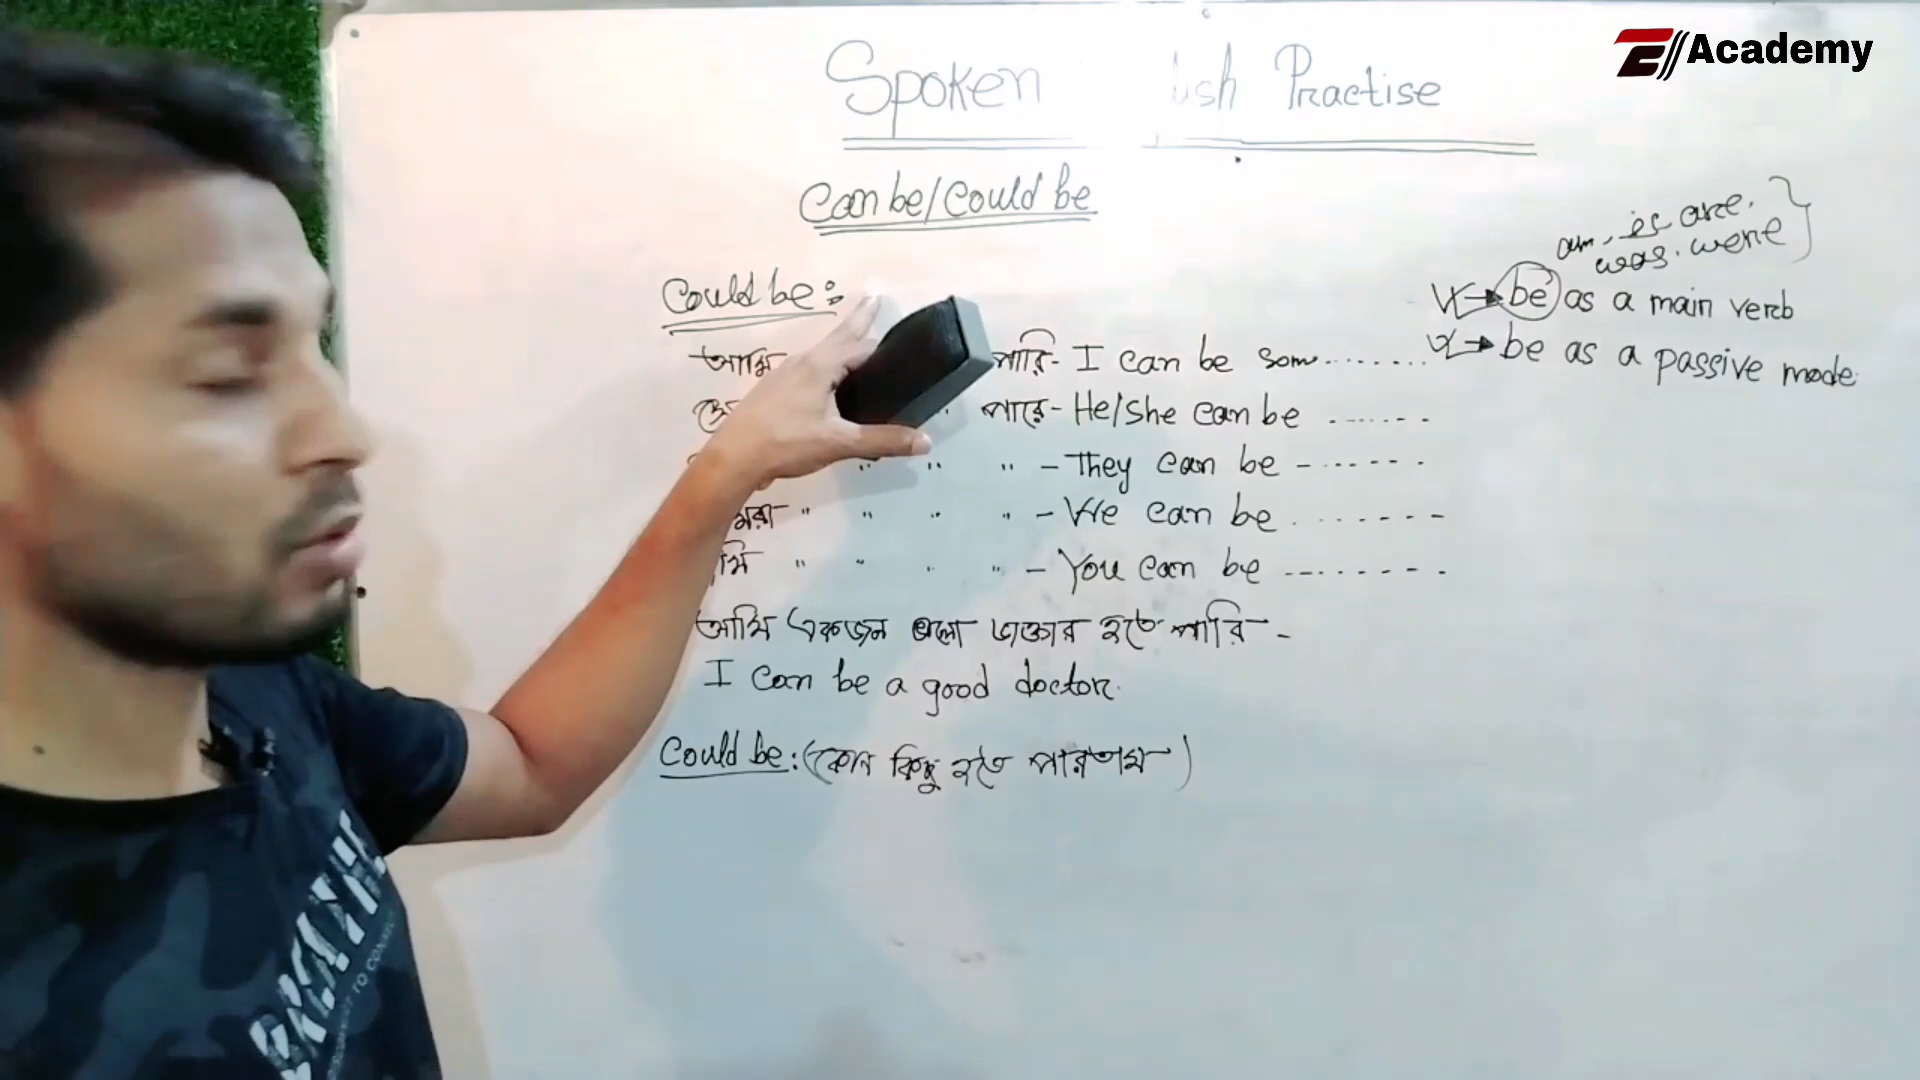 Academy
Spoken lish Practise
Can be/Could be
am, is are.
was. were
Could be:
V→ be as a main verb
আমি পারি- I can be som.......
V→ be as a passive mode
পারে- He/She can be .......
" " " - They can be -......
মরা " " " " - We can be .......
মি " " " " - You can be .......
আমি একজন ভালো ডাক্তার হতে পারি -
I can be a good doctor.
Could be: (কোন কিছু হতে পারতাম)